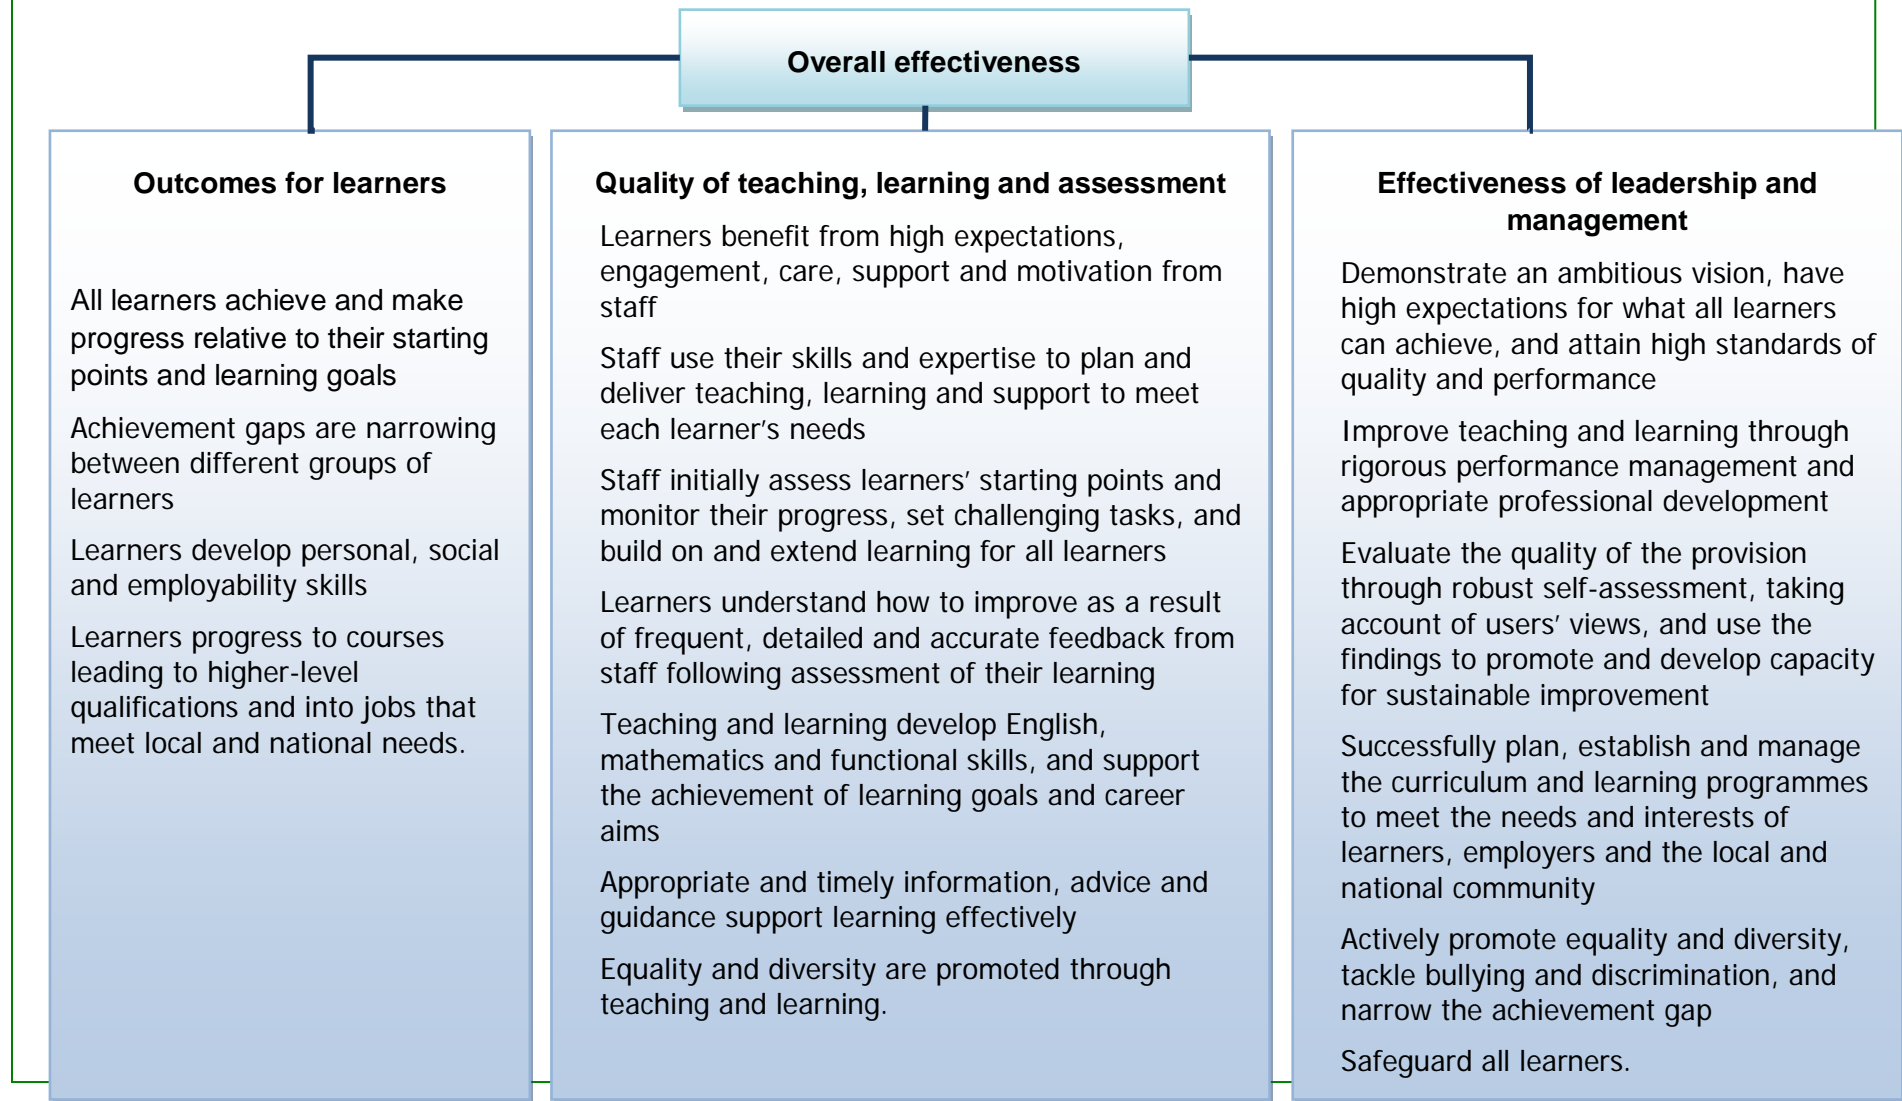 Overall effectiveness
Outcomes for learners
All learners achieve and make
progress relative to their starting
points and learning goals
Achievement gaps are narrowing
between different groups of
learners
Learners develop personal, social
and employability skills
Learners progress to courses
leading to higher-level
qualifications and into jobs that
meet local and national needs.
Quality of teaching, learning and assessment
Learners benefit from high expectations,
engagement, care, support and motivation from
staff
Staff use their skills and expertise to plan and
deliver teaching, learning and support to meet
each learner’s needs
Staff initially assess learners’ starting points and
monitor their progress, set challenging tasks, and
build on and extend learning for all learners
Learners understand how to improve as a result
of frequent, detailed and accurate feedback from
staff following assessment of their learning
Teaching and learning develop English,
mathematics and functional skills, and support
the achievement of learning goals and career
aims
Appropriate and timely information, advice and
guidance support learning effectively
Equality and diversity are promoted through
teaching and learning.
Effectiveness of leadership and
management
Demonstrate an ambitious vision, have
high expectations for what all learners
can achieve, and attain high standards of
quality and performance
Improve teaching and learning through
rigorous performance management and
appropriate professional development
Evaluate the quality of the provision
through robust self-assessment, taking
account of users’ views, and use the
findings to promote and develop capacity
for sustainable improvement
Successfully plan, establish and manage
the curriculum and learning programmes
to meet the needs and interests of
learners, employers and the local and
national community
Actively promote equality and diversity,
tackle bullying and discrimination, and
narrow the achievement gap
Safeguard all learners.